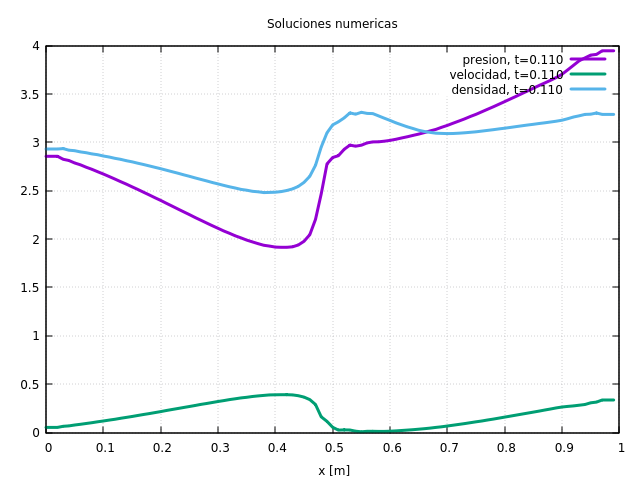 Soluciones numericas
4
3.5
3
2.5
2
1.5
1
0.5
0
presion, t=0.110
velocidad, t=0.110
densidad, t=0.110
0 0.1 0.2 0.3 0.4 0.5 0.6 0.7 0.8 0.9 1
x [m]